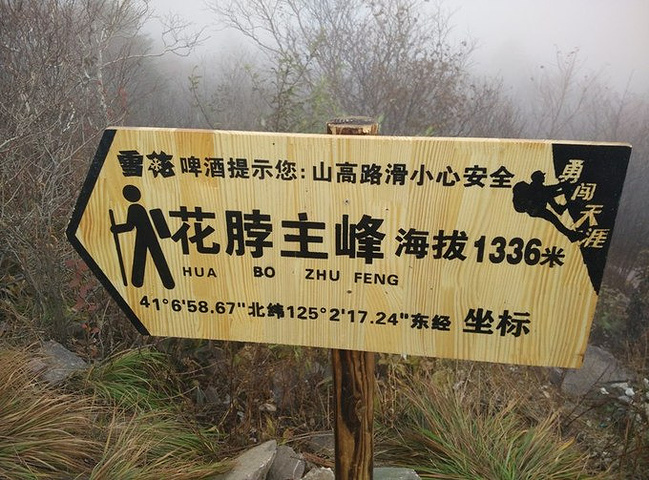 雪花 啤酒提示您:山高路滑小心安全
勇闯天涯
花脖主峰 海拔1336米
HUA BO ZHU FENG
41°6'58.67"北纬125°2'17.24"东经 坐标